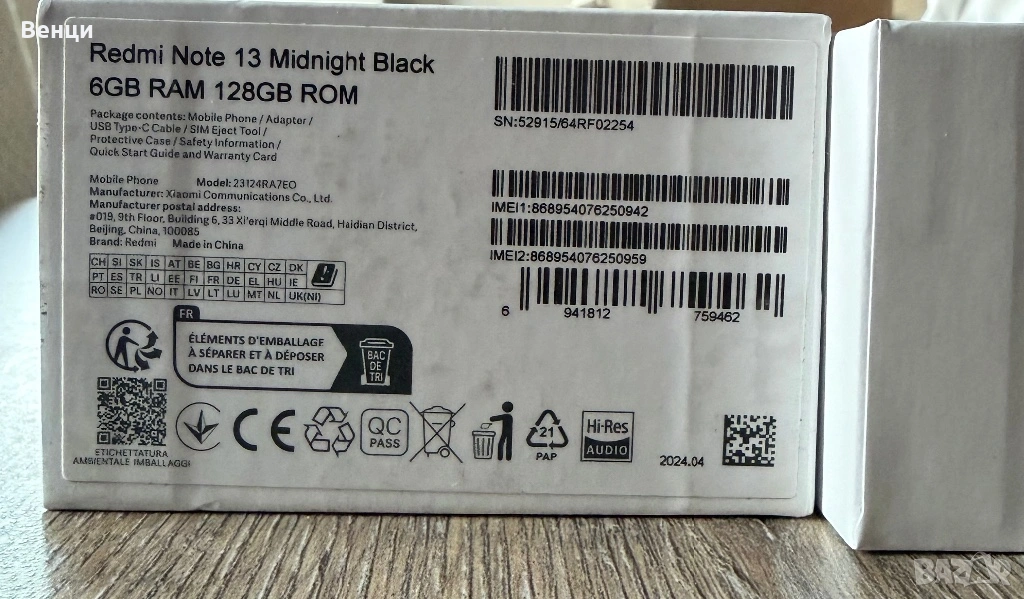 Венци
Redmi Note 13 Midnight Black
6GB RAM 128GB ROM
Package contents: Mobile Phone / Adapter /
USB Type-C Cable / SIM Eject Tool /
Protective Case / Safety Information /
Quick Start Guide and Warranty Card
Mobile Phone Model: 23124RA7EO
Manufacturer: Xiaomi Communications Co., Ltd.
Manufacturer postal address:
#019, 9th Floor, Building 6, 33 Xi'erqi Middle Road, Haidian District,
Beijing, China, 100085
Brand: Redmi Made in China
CH SI SK IS AT BE BG HR CY CZ DK
PT ES TR LI EE FI FR DE EL HU IE
RO SE PL NO IT LV LT LU MT NL UK(NI)
SN:52915/64RF02254
IMEI1:868954076250942
IMEI2:868954076250959
6 941812 759462
FR
ÉLÉMENTS D'EMBALLAGE
À SÉPARER ET À DÉPOSER
DANS LE BAC DE TRI
BAC
DE
TRI
ETICHETTATURA
AMBIENTALE IMBALLAGGI
CE
QC
PASS
21
PAP
Hi-Res
AUDIO
2024.04
BAZAR